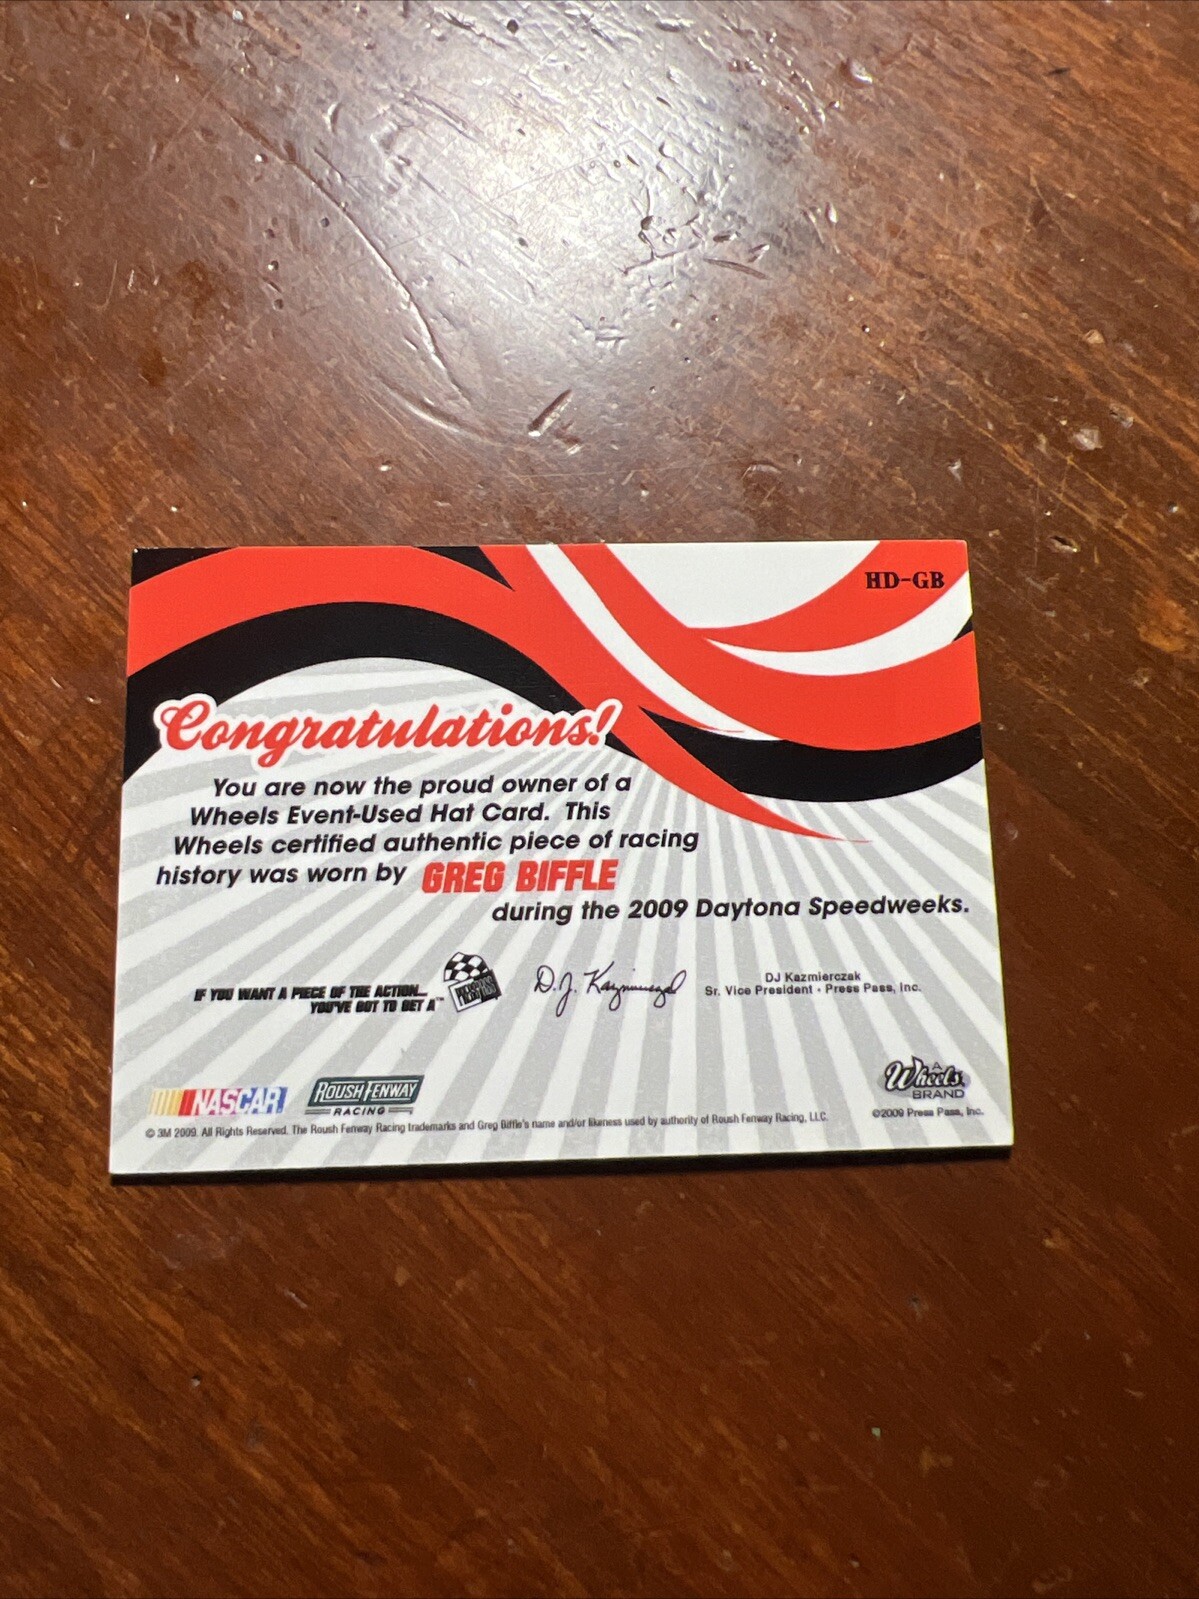 HD-GB
Congratulations!
You are now the proud owner of a
Wheels Event-Used Hat Card. This
Wheels certified authentic piece of racing
history was worn by GREG BIFFLE
during the 2009 Daytona Speedweeks.
IF YOU WANT A PIECE OF THE ACTION...
YOU'VE GOT TO GET A™
PRESS PASS
D.J. Kazmierczak
DJ Kazmierczak
Sr. Vice President • Press Pass, Inc.
NASCAR
ROUSH FENWAY
RACING
A
Wheels
BRAND
©2009 Press Pass, Inc.
© 3M 2009. All Rights Reserved. The Roush Fenway Racing trademarks and Greg Biffle's name and/or likeness used by authority of Roush Fenway Racing, LLC.